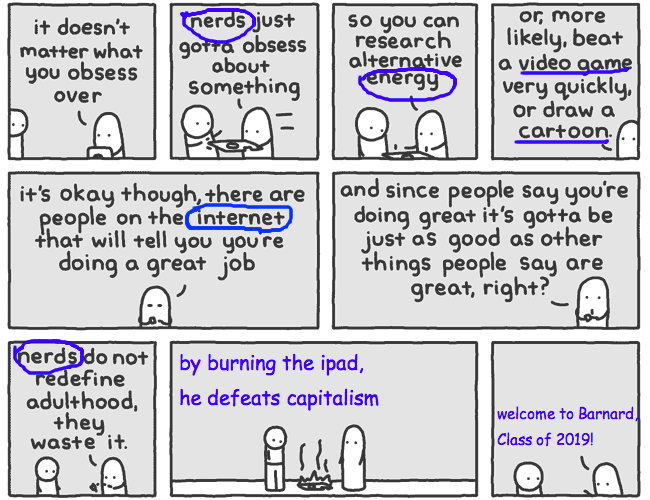 it doesn't
matter what
you obsess
over
nerds just
gotta obsess
about
something
so you can
research
alternative
energy
or, more
likely, beat
a video game
very quickly,
or draw a
cartoon.
it's okay though, there are
people on the internet
that will tell you you're
doing a great job
and since people say you're
doing great it's gotta be
just as good as other
things people say are
great, right?
nerds do not
redefine
adulthood,
they
waste it.
by burning the ipad,
he defeats capitalism
welcome to Barnard,
Class of 2019!